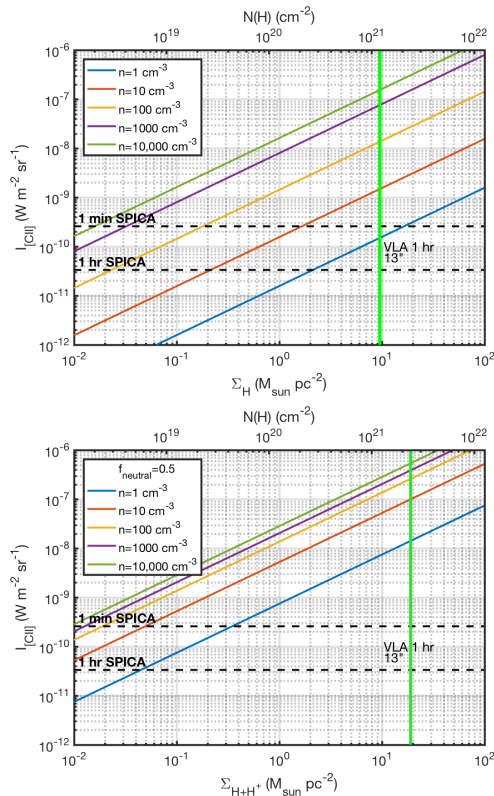 N(H) (cm⁻²)
10¹⁹ 10²⁰ 10²¹ 10²²
10⁻⁶
n=1 cm⁻³
n=10 cm⁻³
n=100 cm⁻³
n=1000 cm⁻³
n=10,000 cm⁻³
10⁻⁷
10⁻⁸
10⁻⁹
1 min SPICA
10⁻¹⁰
VLA 1 hr
13"
1 hr SPICA
10⁻¹¹
10⁻¹²
I[CII] (W m⁻² sr⁻¹)
10⁻² 10⁻¹ 10⁰ 10¹ 10²
Σ_H (M_sun pc⁻²)
N(H) (cm⁻²)
10¹⁹ 10²⁰ 10²¹ 10²²
10⁻⁶
f_neutral=0.5
n=1 cm⁻³
n=10 cm⁻³
n=100 cm⁻³
n=1000 cm⁻³
n=10,000 cm⁻³
10⁻⁷
10⁻⁸
10⁻⁹
1 min SPICA
10⁻¹⁰
VLA 1 hr
13"
1 hr SPICA
10⁻¹¹
10⁻¹²
I[CII] (W m⁻² sr⁻¹)
10⁻² 10⁻¹ 10⁰ 10¹ 10²
Σ_H+H⁺ (M_sun pc⁻²)